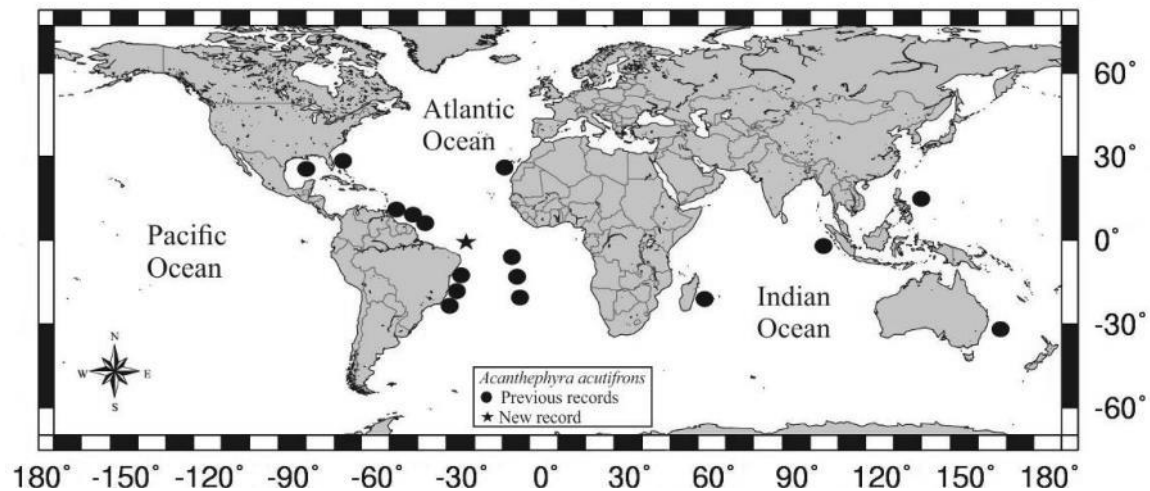 Atlantic
Ocean
Pacific
Ocean
Indian
Ocean
N
W E
S
Acanthephyra acutifrons
Previous records
New record
60°
30°
0°
-30°
-60°
180° -150° -120° -90° -60° -30° 0° 30° 60° 90° 120° 150° 180°